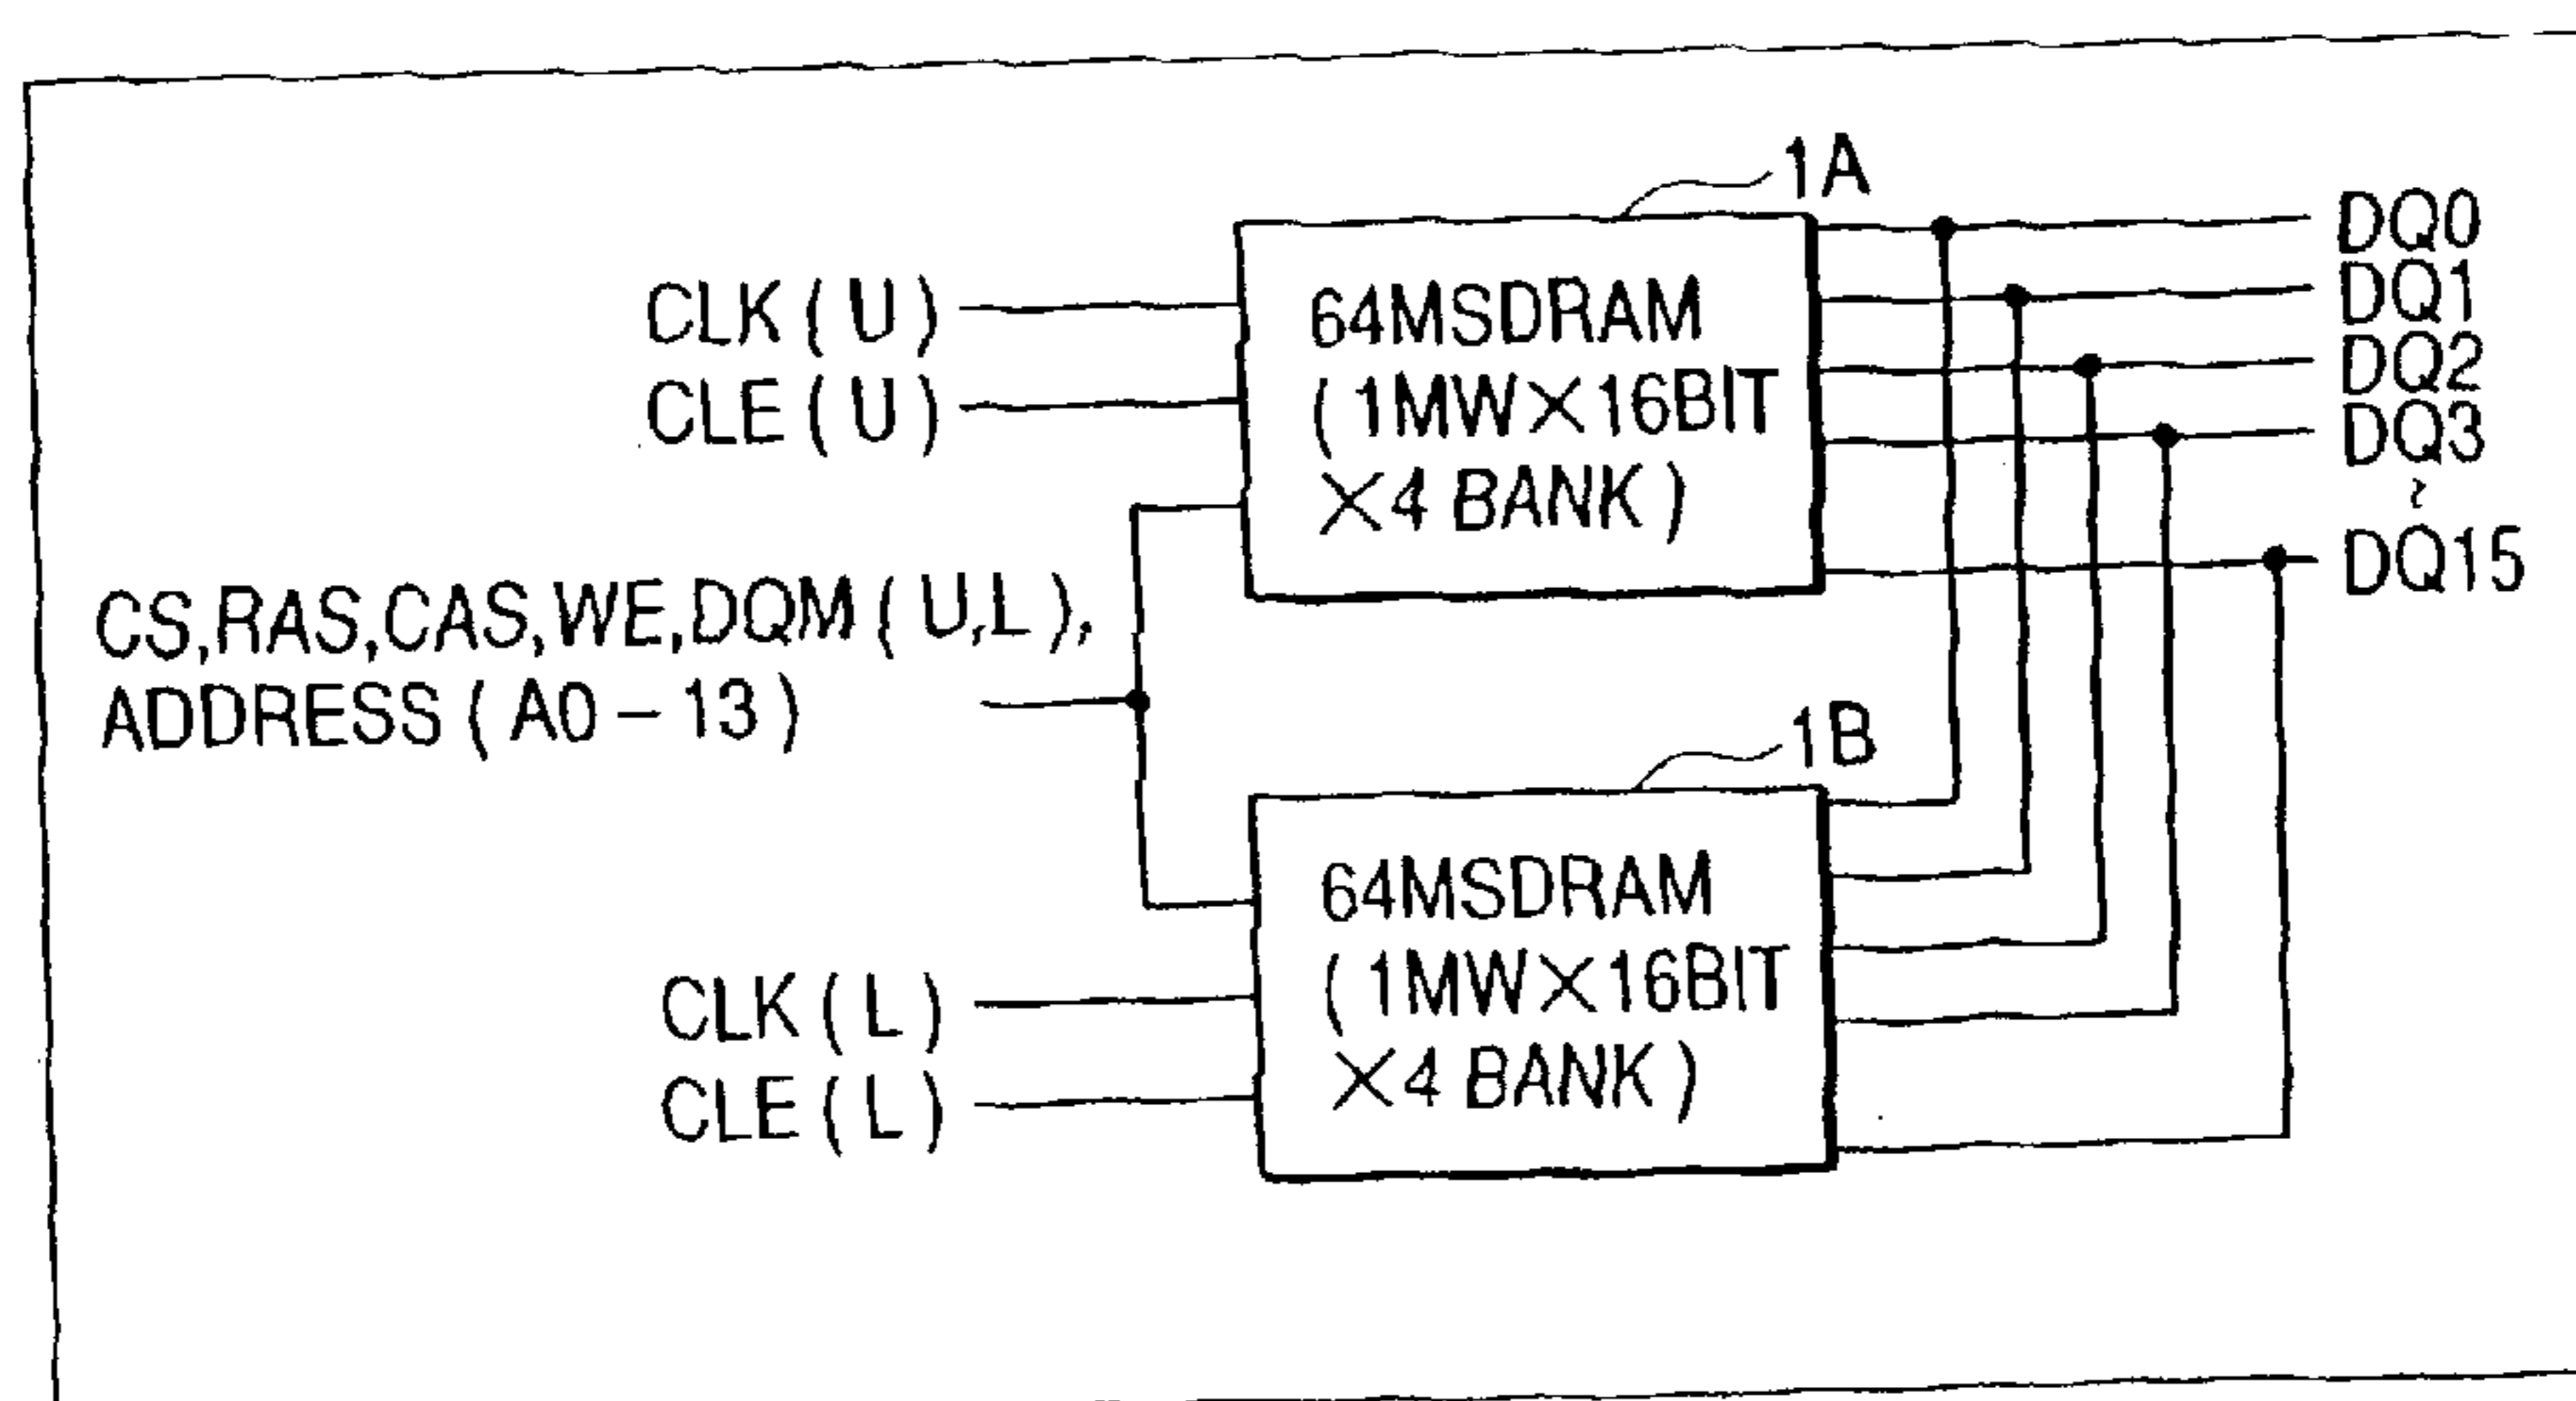 1A
DQ0
DQ1
DQ2
DQ3
~
DQ15
CLK ( U )
CLE ( U )
64MSDRAM
( 1MW×16BIT
×4 BANK )
CS,RAS,CAS,WE,DQM ( U,L ),
ADDRESS ( A0 – 13 )
1B
64MSDRAM
( 1MW×16BIT
×4 BANK )
CLK ( L )
CLE ( L )